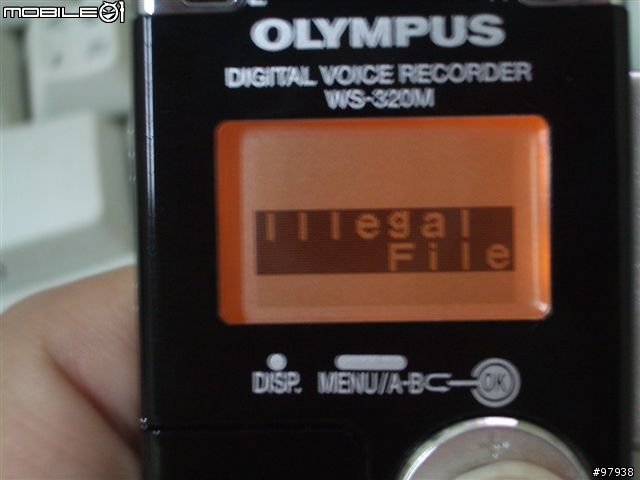 MOBILE01
OLYMPUS
DIGITAL VOICE RECORDER
WS-320M
Illegal
File
DISP. MENU/A-B OK
#97938